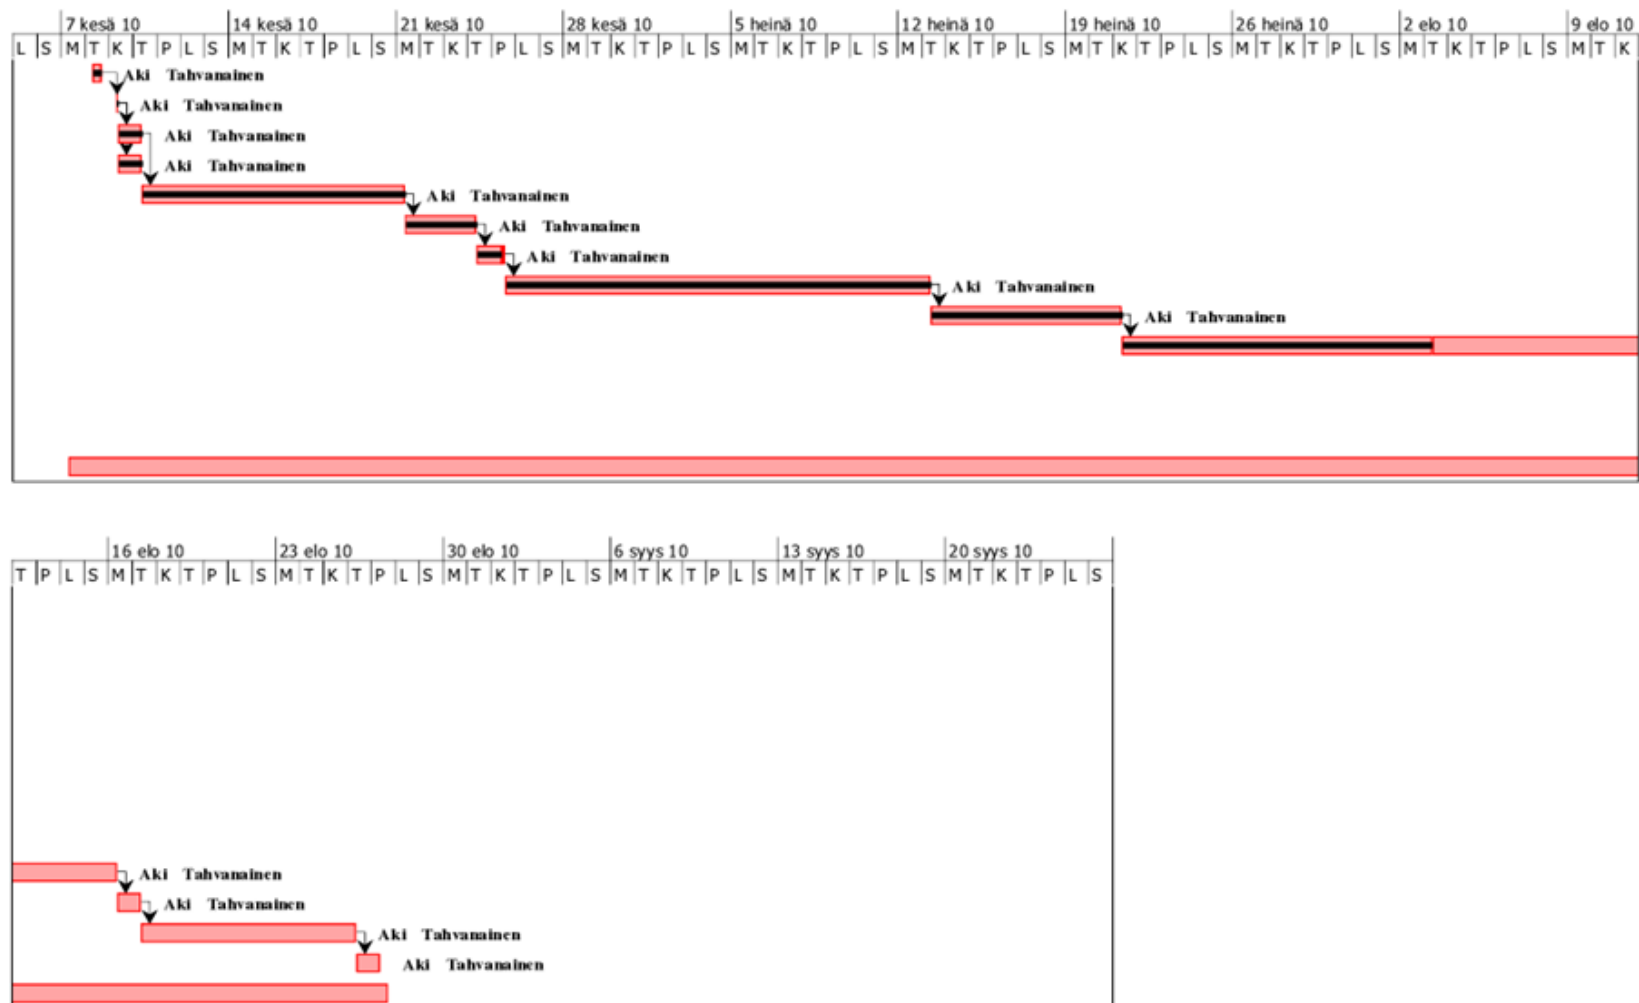 7 kesä 10 14 kesä 10 21 kesä 10 28 kesä 10 5 heinä 10 12 heinä 10 19 heinä 10 26 heinä 10 2 elo 10 9 elo 10
L S M T K T P L S M T K T P L S M T K T P L S M T K T P L S M T K T P L S M T K T P L S M T K T P L S M T K T P L S M T K T P L S M T K
Aki Tahvanainen
Aki Tahvanainen
Aki Tahvanainen
Aki Tahvanainen
Aki Tahvanainen
Aki Tahvanainen
Aki Tahvanainen
Aki Tahvanainen
Aki Tahvanainen
16 elo 10 23 elo 10 30 elo 10 6 syys 10 13 syys 10 20 syys 10
T P L S M T K T P L S M T K T P L S M T K T P L S M T K T P L S M T K T P L S M T K T P L S
Aki Tahvanainen
Aki Tahvanainen
Aki Tahvanainen
Aki Tahvanainen